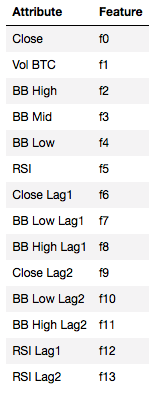 Attribute Feature
Close f0
Vol BTC f1
BB High f2
BB Mid f3
BB Low f4
RSI f5
Close Lag1 f6
BB Low Lag1 f7
BB High Lag1 f8
Close Lag2 f9
BB Low Lag2 f10
BB High Lag2 f11
RSI Lag1 f12
RSI Lag2 f13